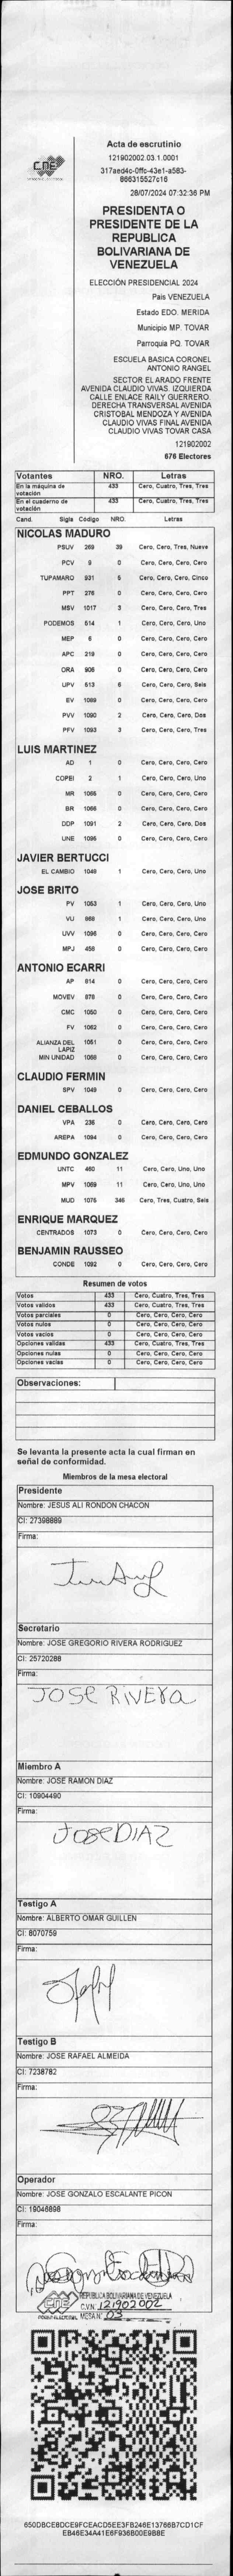 CNE
PODER ELECTORAL
Acta de escrutinio
121902002.03.1.0001
317aed4c-0ffc-43e1-a583-
866315527c16
28/07/2024 07:32:36 PM
PRESIDENTA O
PRESIDENTE DE LA
REPUBLICA
BOLIVARIANA DE
VENEZUELA
ELECCIÓN PRESIDENCIAL 2024
Pais VENEZUELA
Estado EDO. MERIDA
Municipio MP. TOVAR
Parroquia PQ. TOVAR
ESCUELA BASICA CORONEL
ANTONIO RANGEL
SECTOR EL ARADO FRENTE
AVENIDA CLAUDIO VIVAS. IZQUIERDA
CALLE ENLACE RAILY GUERRERO.
DERECHA TRANSVERSAL AVENIDA
CRISTOBAL MENDOZA Y AVENIDA
CLAUDIO VIVAS FINAL AVENIDA
CLAUDIO VIVAS TOVAR CASA
121902002
676 Electores
Votantes NRO. Letras
En la máquina de votación 433 Cero, Cuatro, Tres, Tres
En el cuaderno de votación 433 Cero, Cuatro, Tres, Tres
Cand. Sigla Código NRO. Letras
NICOLAS MADURO
PSUV 269 39 Cero, Cero, Tres, Nueve
PCV 9 0 Cero, Cero, Cero, Cero
TUPAMARO 931 5 Cero, Cero, Cero, Cinco
PPT 276 0 Cero, Cero, Cero, Cero
MSV 1017 3 Cero, Cero, Cero, Tres
PODEMOS 514 1 Cero, Cero, Cero, Uno
MEP 6 0 Cero, Cero, Cero, Cero
APC 219 0 Cero, Cero, Cero, Cero
ORA 906 0 Cero, Cero, Cero, Cero
UPV 513 6 Cero, Cero, Cero, Seis
EV 1089 0 Cero, Cero, Cero, Cero
PVV 1090 2 Cero, Cero, Cero, Dos
PFV 1093 3 Cero, Cero, Cero, Tres
LUIS MARTINEZ
AD 1 0 Cero, Cero, Cero, Cero
COPEI 2 1 Cero, Cero, Cero, Uno
MR 1065 0 Cero, Cero, Cero, Cero
BR 1066 0 Cero, Cero, Cero, Cero
DDP 1091 2 Cero, Cero, Cero, Dos
UNE 1095 0 Cero, Cero, Cero, Cero
JAVIER BERTUCCI
EL CAMBIO 1048 1 Cero, Cero, Cero, Uno
JOSE BRITO
PV 1053 1 Cero, Cero, Cero, Uno
VU 868 1 Cero, Cero, Cero, Uno
UVV 1096 0 Cero, Cero, Cero, Cero
MPJ 456 0 Cero, Cero, Cero, Cero
ANTONIO ECARRI
AP 814 0 Cero, Cero, Cero, Cero
MOVEV 878 0 Cero, Cero, Cero, Cero
CMC 1050 0 Cero, Cero, Cero, Cero
FV 1062 0 Cero, Cero, Cero, Cero
ALIANZA DEL LAPIZ 1051 0 Cero, Cero, Cero, Cero
MIN UNIDAD 1068 0 Cero, Cero, Cero, Cero
CLAUDIO FERMIN
SPV 1049 0 Cero, Cero, Cero, Cero
DANIEL CEBALLOS
VPA 236 0 Cero, Cero, Cero, Cero
AREPA 1094 0 Cero, Cero, Cero, Cero
EDMUNDO GONZALEZ
UNTC 460 11 Cero, Cero, Uno, Uno
MPV 1069 11 Cero, Cero, Uno, Uno
MUD 1076 346 Cero, Tres, Cuatro, Seis
ENRIQUE MARQUEZ
CENTRADOS 1073 0 Cero, Cero, Cero, Cero
BENJAMIN RAUSSEO
CONDE 1092 0 Cero, Cero, Cero, Cero
Resumen de votos
Votos 433 Cero, Cuatro, Tres, Tres
Votos validos 433 Cero, Cuatro, Tres, Tres
Votos parciales 0 Cero, Cero, Cero, Cero
Votos nulos 0 Cero, Cero, Cero, Cero
Votos vacios 0 Cero, Cero, Cero, Cero
Opciones validas 433 Cero, Cuatro, Tres, Tres
Opciones nulas 0 Cero, Cero, Cero, Cero
Opciones vacias 0 Cero, Cero, Cero, Cero
Observaciones:
Se levanta la presente acta la cual firman en
señal de conformidad.
Miembros de la mesa electoral
Presidente
Nombre: JESUS ALI RONDON CHACON
CI: 27398889
Firma:
Secretario
Nombre: JOSE GREGORIO RIVERA RODRIGUEZ
CI: 25720288
Firma:
JOSE RIVERA
Miembro A
Nombre: JOSE RAMON DIAZ
CI: 10904490
Firma:
JOSE DIAZ
Testigo A
Nombre: ALBERTO OMAR GUILLEN
CI: 8070759
Firma:
Testigo B
Nombre: JOSE RAFAEL ALMEIDA
CI: 7238782
Firma:
Operador
Nombre: JOSE GONZALO ESCALANTE PICON
CI: 19046898
Firma:
REPUBLICA BOLIVARIANA DE VENEZUELA
CNE C.V.N: 121902002
PODER ELECTORAL MESA N° 03
650DBCE8DCE9FCEACD5EE3FB246E13766B7CD1CF
EB46E34A41E6F936B00E9B8E